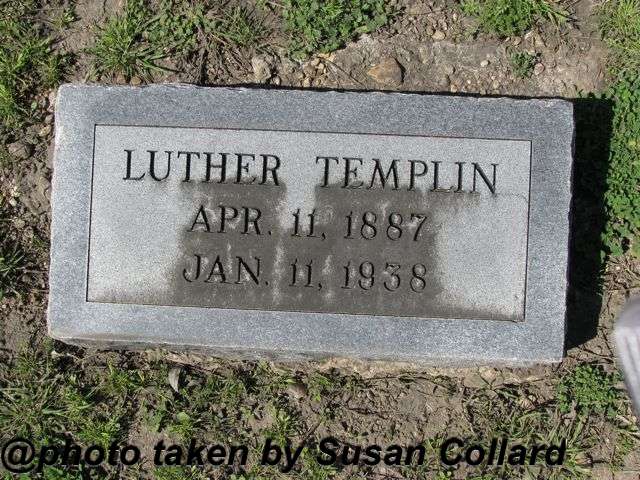 LUTHER TEMPLIN
APR. 11, 1887
JAN. 11, 1938
@photo taken by Susan Collard